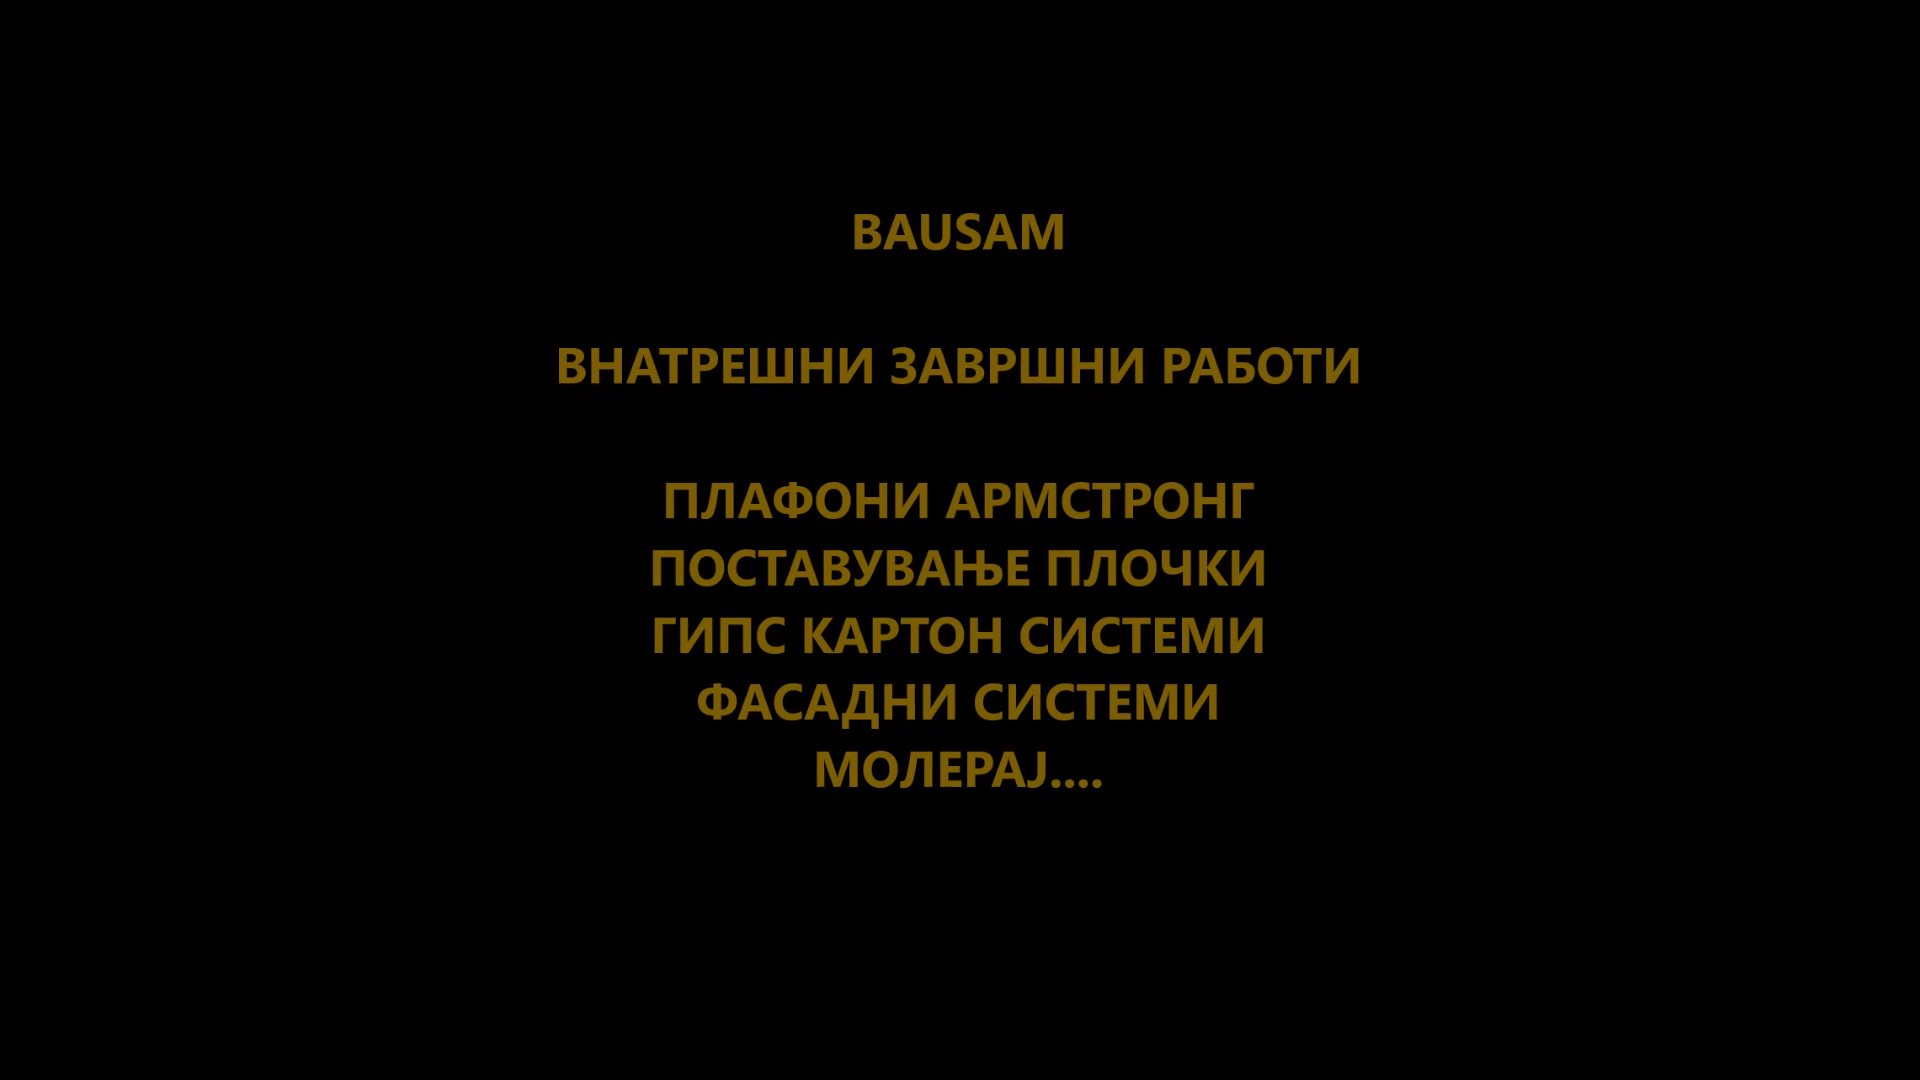 BAUSAM
ВНАТРЕШНИ ЗАВРШНИ РАБОТИ
ПЛАФОНИ АРМСТРОНГ
ПОСТАВУВАЊЕ ПЛОЧКИ
ГИПС КАРТОН СИСТЕМИ
ФАСАДНИ СИСТЕМИ
МОЛЕРАЈ....